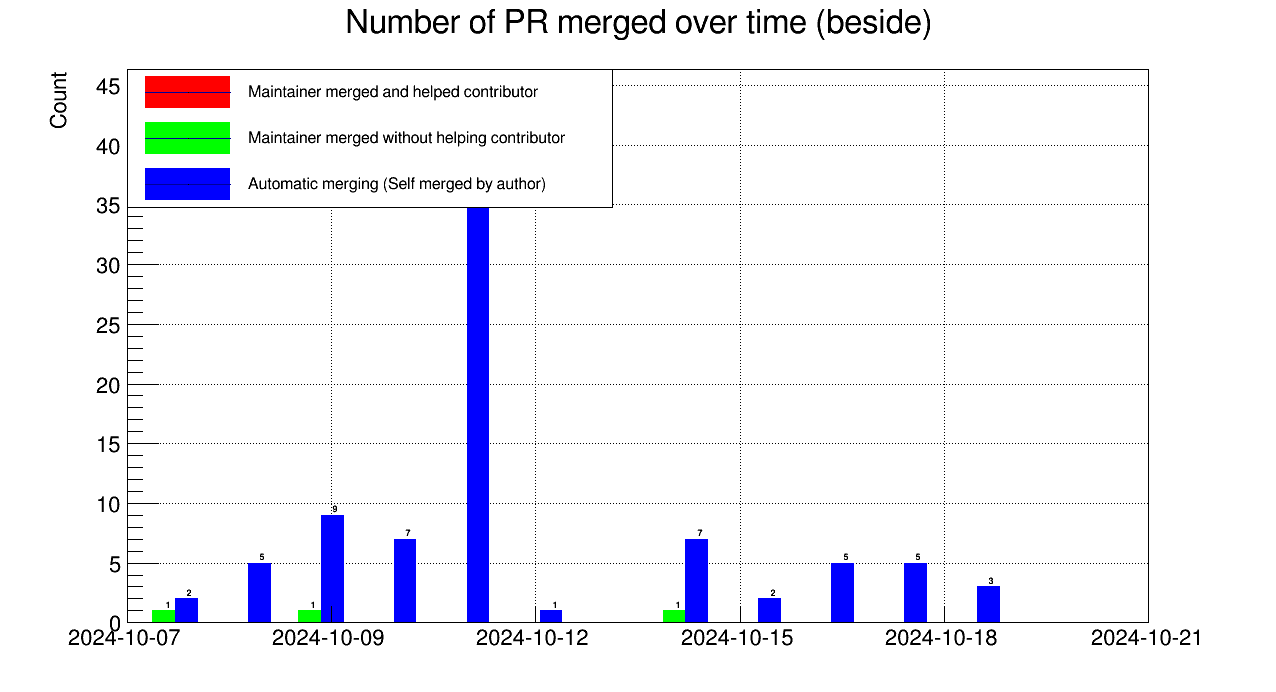 Number of PR merged over time (beside)
Count
Maintainer merged and helped contributor
Maintainer merged without helping contributor
Automatic merging (Self merged by author)
45
40
35
30
25
20
15
10
5
0
1 2 5 1 9 7 1 1 7 2 5 5 3
2024-10-07 2024-10-09 2024-10-12 2024-10-15 2024-10-18 2024-10-21